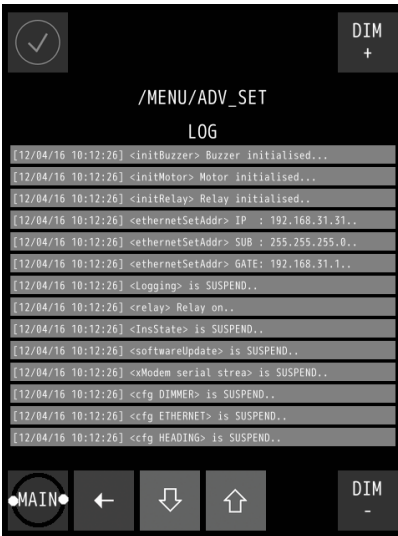 DIM
+
/MENU/ADV_SET
LOG
[12/04/16 10:12:26] <initBuzzer> Buzzer initialised...
[12/04/16 10:12:26] <initMotor> Motor initialised...
[12/04/16 10:12:26] <initRelay> Relay initialised..
[12/04/16 10:12:26] <ethernetSetAddr> IP  : 192.168.31.31..
[12/04/16 10:12:26] <ethernetSetAddr> SUB : 255.255.255.0..
[12/04/16 10:12:26] <ethernetSetAddr> GATE: 192.168.31.1..
[12/04/16 10:12:26] <Logging> is SUSPEND..
[12/04/16 10:12:26] <relay> Relay on..
[12/04/16 10:12:26] <InsState> is SUSPEND..
[12/04/16 10:12:26] <softwareUpdate> is SUSPEND..
[12/04/16 10:12:26] <xModem serial strea> is SUSPEND..
[12/04/16 10:12:26] <cfg DIMMER> is SUSPEND..
[12/04/16 10:12:26] <cfg ETHERNET> is SUSPEND..
[12/04/16 10:12:26] <cfg HEADING> is SUSPEND..
MAIN
DIM
-